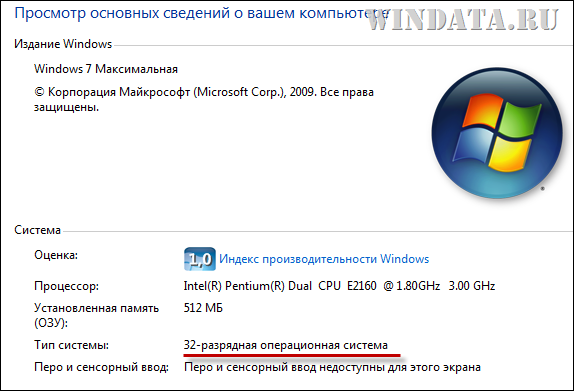 Просмотр основных сведений о вашем компьютере
WINDATA.RU
Издание Windows
Windows 7 Максимальная
© Корпорация Майкрософт (Microsoft Corp.), 2009. Все права
защищены.
Система
Оценка:
1,0 Индекс производительности Windows
Процессор: Intel(R) Pentium(R) Dual CPU E2160 @ 1.80GHz 3.00 GHz
Установленная память
(ОЗУ):
512 МБ
Тип системы: 32-разрядная операционная система
Перо и сенсорный ввод: Перо и сенсорный ввод недоступны для этого экрана